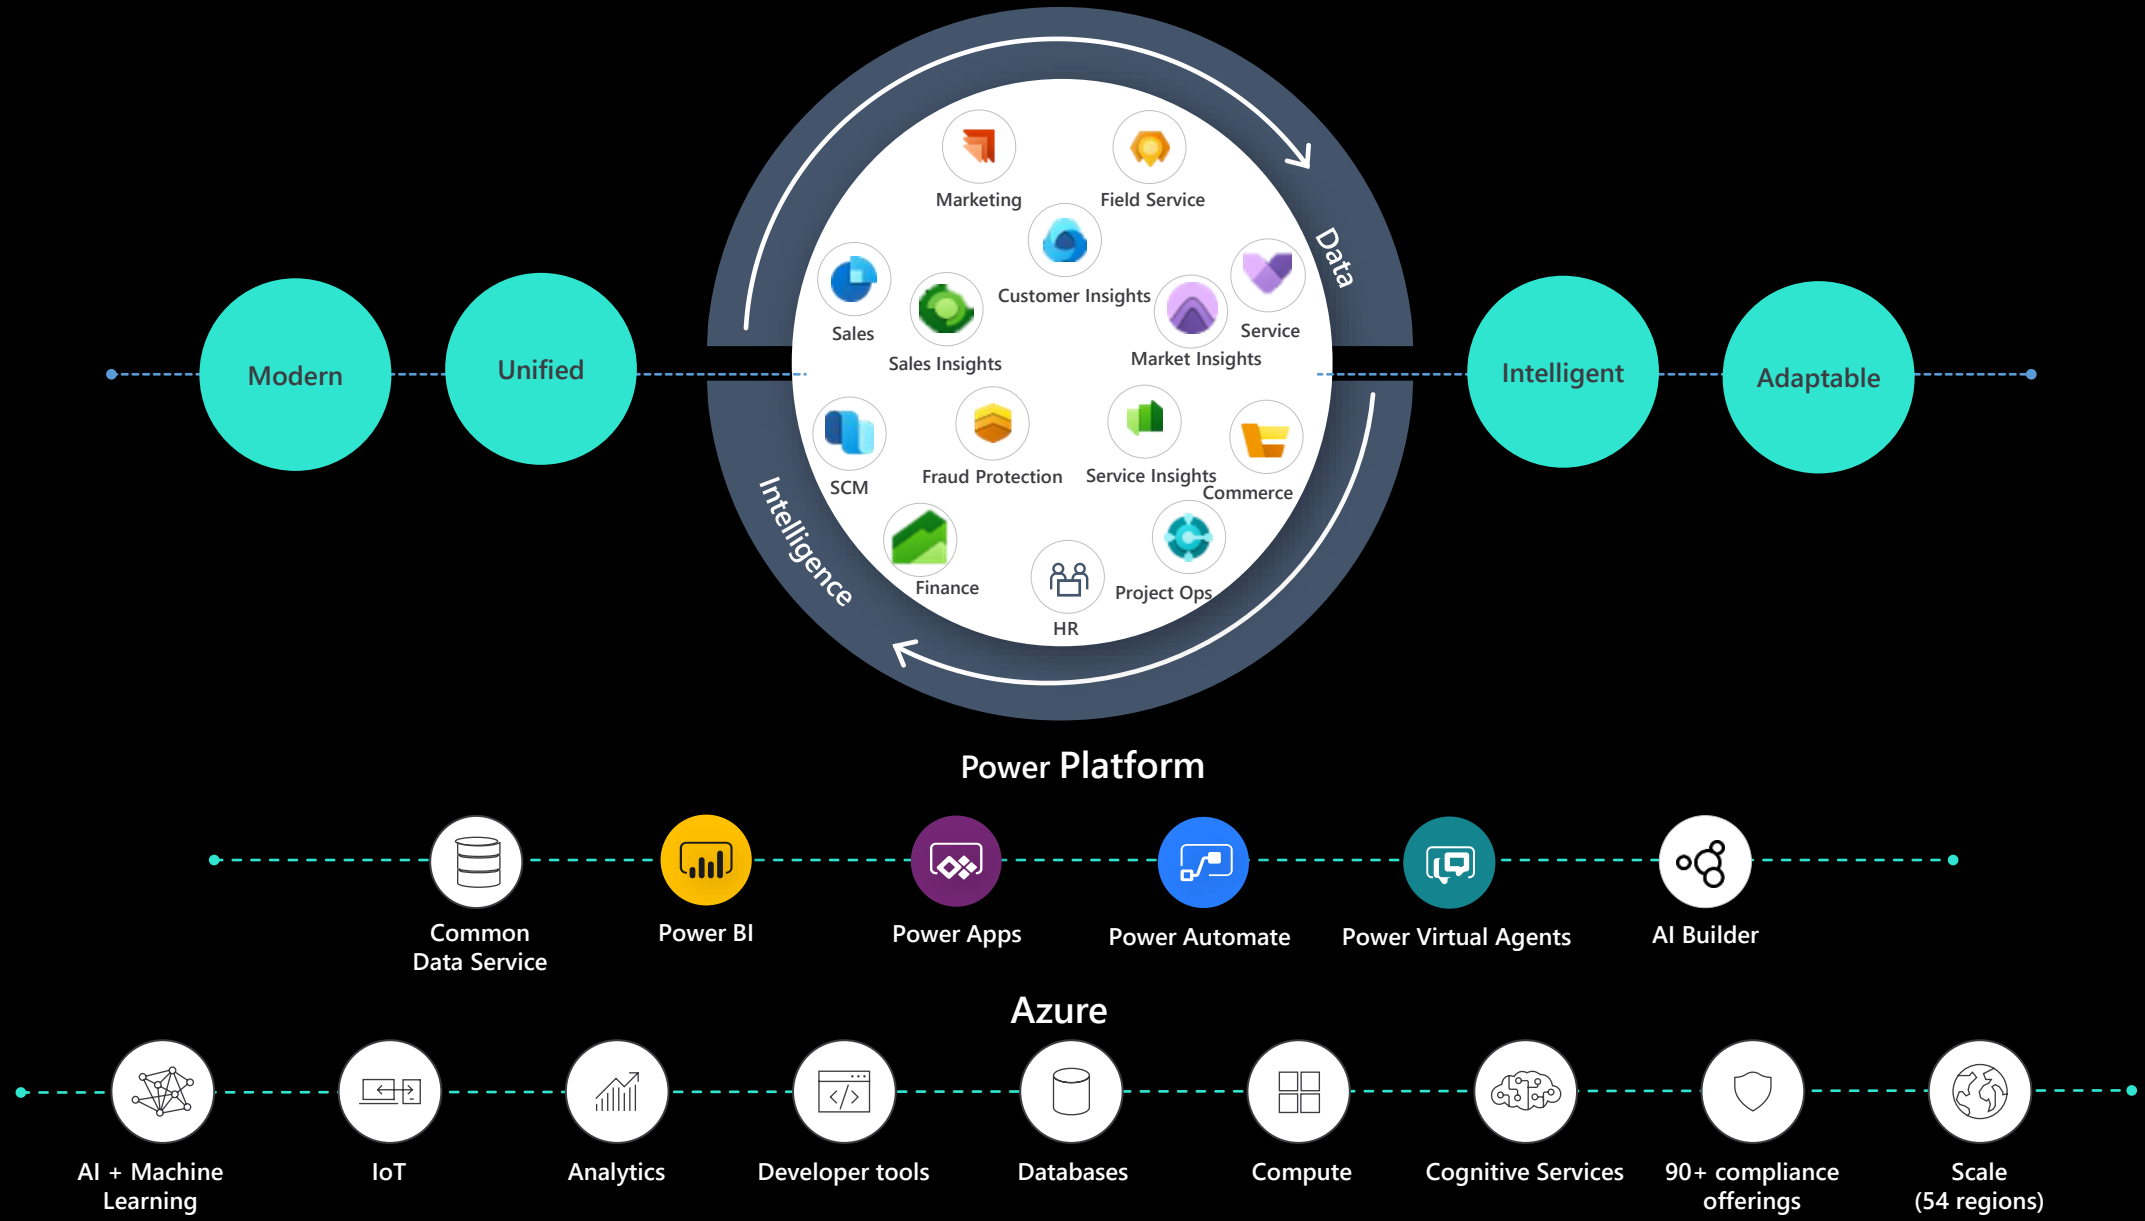 Marketing
Field Service
Customer Insights
Data
Sales
Service
Sales Insights
Market Insights
Modern
Unified
Intelligent
Adaptable
SCM
Fraud Protection
Service Insights
Commerce
Intelligence
Finance
HR
Project Ops
Power Platform
Common
Data Service
Power BI
Power Apps
Power Automate
Power Virtual Agents
AI Builder
Azure
AI + Machine
Learning
IoT
Analytics
Developer tools
Databases
Compute
Cognitive Services
90+ compliance
offerings
Scale
(54 regions)